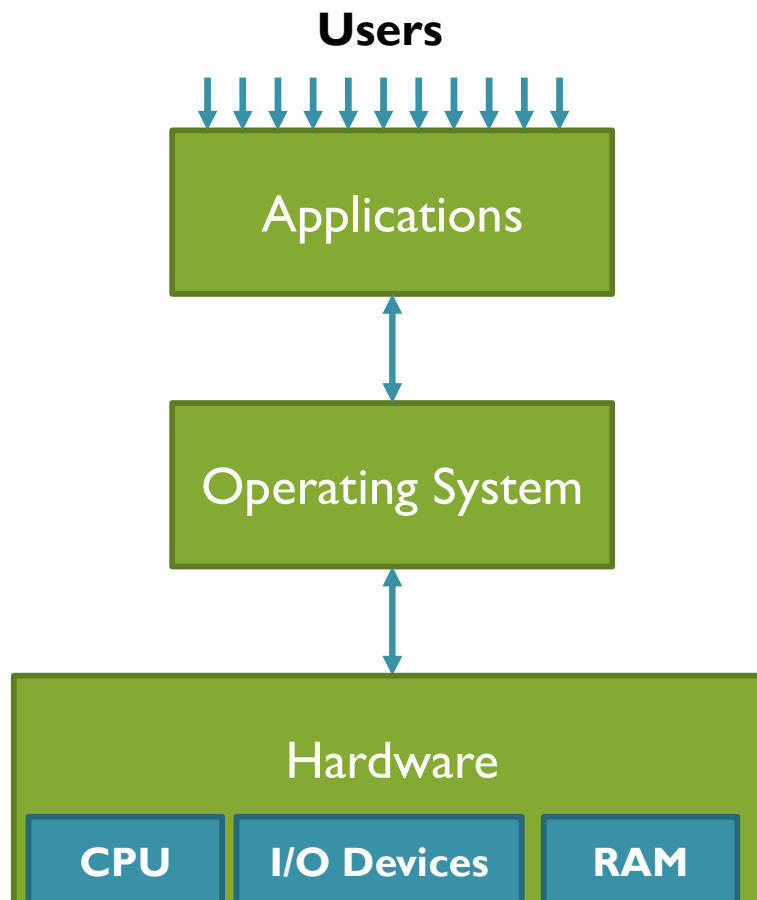 Users
Applications
Operating System
Hardware
CPU
I/O Devices
RAM